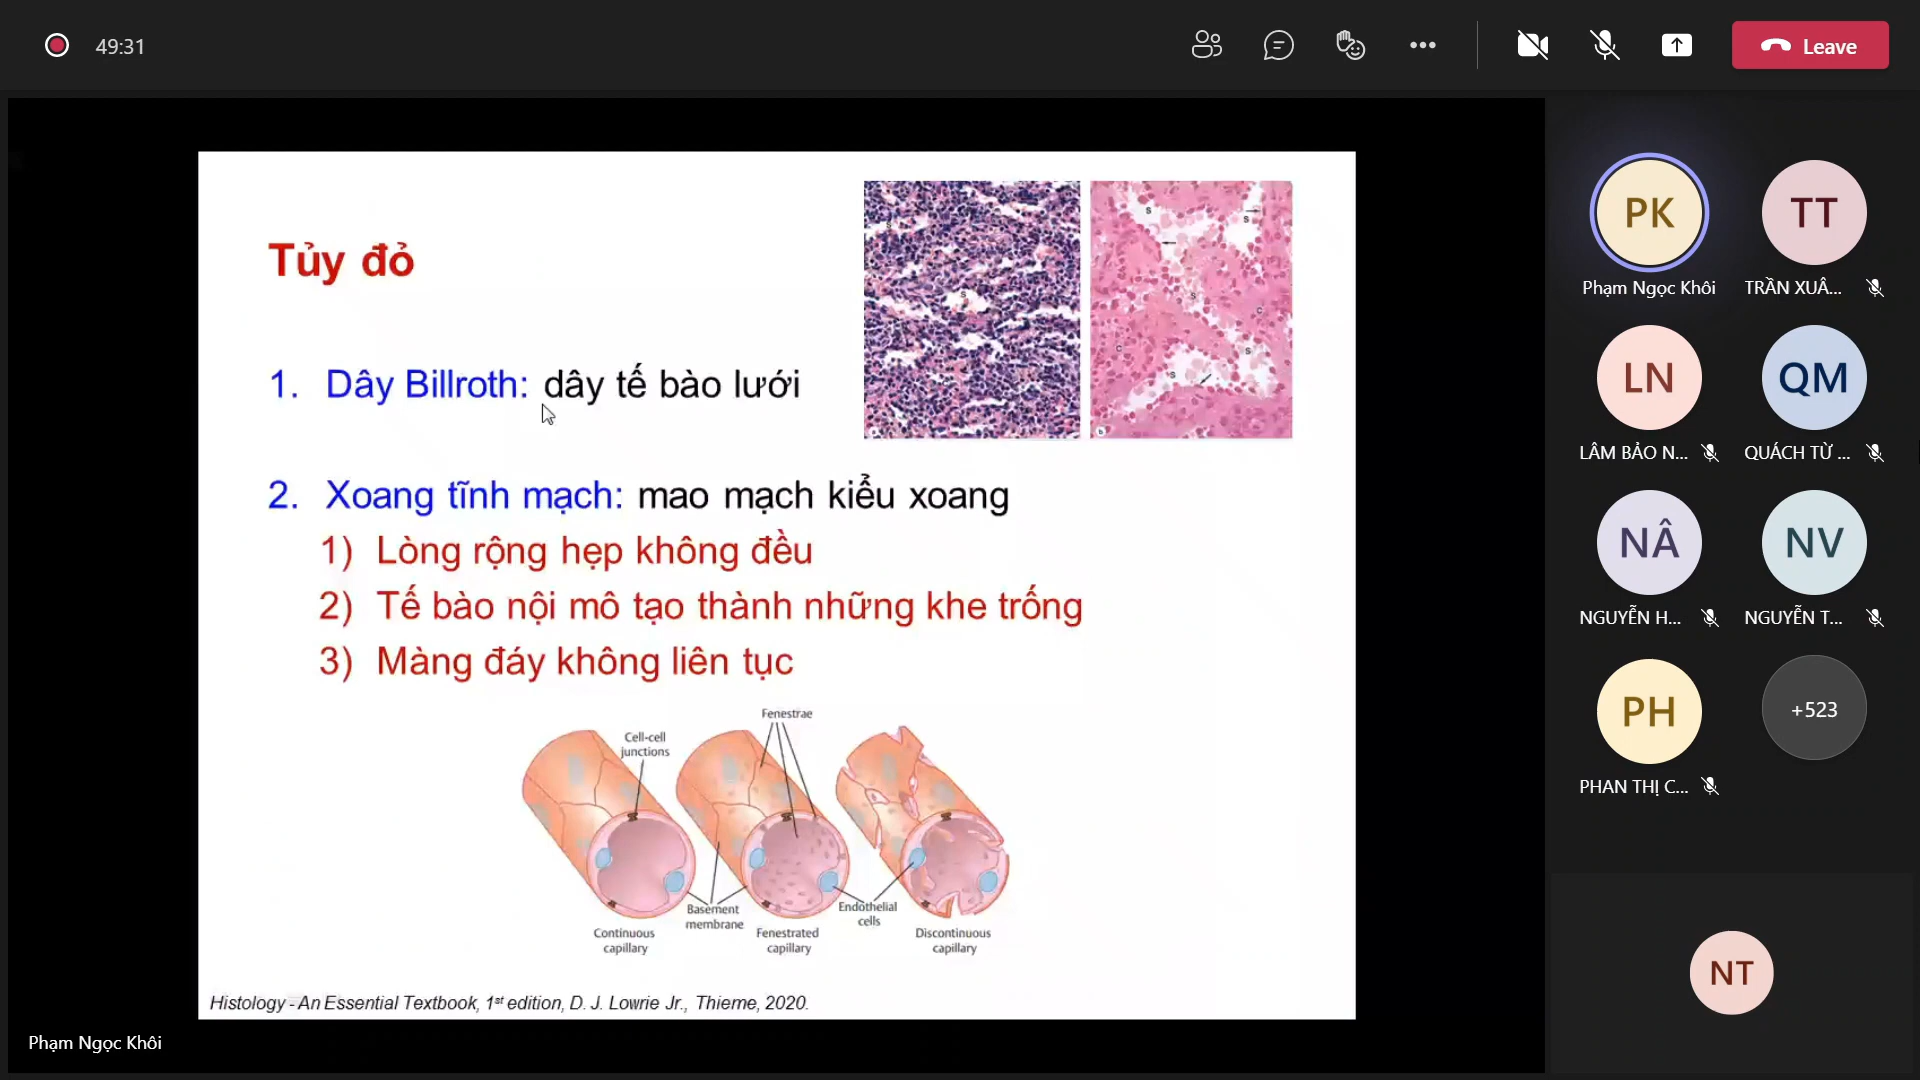 49:31
Leave
Tủy đỏ
1. Dây Billroth: dây tế bào lưới
2. Xoang tĩnh mạch: mao mạch kiểu xoang
1) Lòng rộng hẹp không đều
2) Tế bào nội mô tạo thành những khe trống
3) Màng đáy không liên tục
S
S
S
S
S
C
C
S
S
a
b
Fenestrae
Cell-cell
junctions
Basement
membrane
Endothelial
cells
Continuous
capillary
Fenestrated
capillary
Discontinuous
capillary
Histology - An Essential Textbook, 1st edition, D. J. Lowrie Jr., Thieme, 2020.
Phạm Ngọc Khôi
PK
TT
Phạm Ngọc Khôi
TRẦN XUÂ...
LN
QM
LÂM BẢO N...
QUÁCH TỪ ...
NÂ
NV
NGUYỄN H...
NGUYỄN T...
PH
+523
PHAN THỊ C...
NT